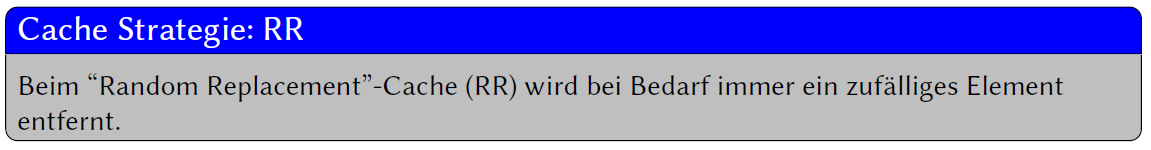 Cache Strategie: RR
Beim “Random Replacement”-Cache (RR) wird bei Bedarf immer ein zufälliges Element
entfernt.